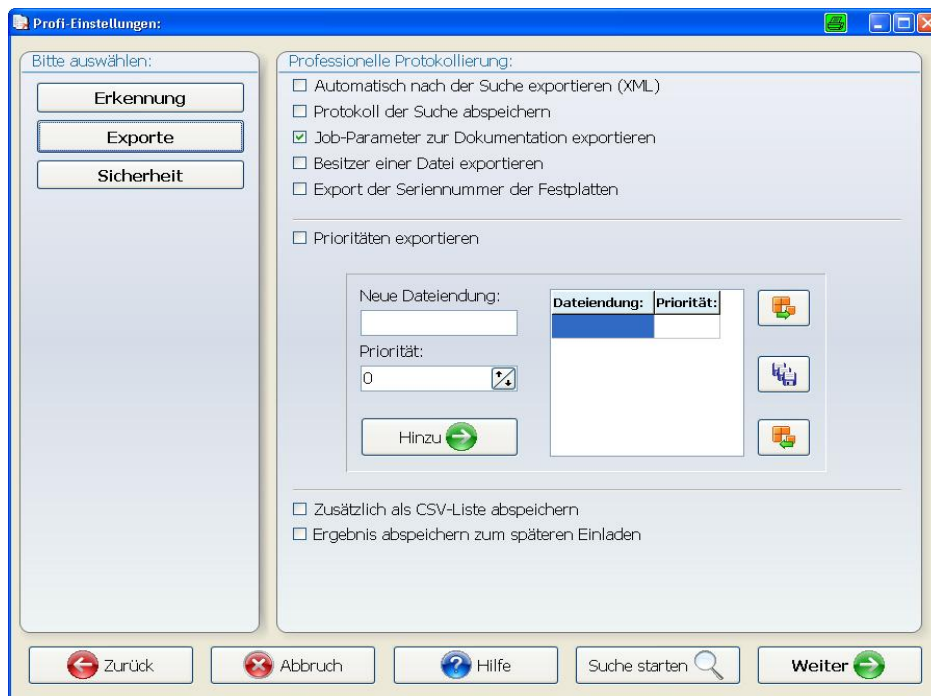 Profi-Einstellungen:
Bitte auswählen:
Erkennung
Exporte
Sicherheit
Professionelle Protokollierung:
Automatisch nach der Suche exportieren (XML)
Protokoll der Suche abspeichern
Job-Parameter zur Dokumentation exportieren
Besitzer einer Datei exportieren
Export der Seriennummer der Festplatten
Prioritäten exportieren
Neue Dateiendung:
Priorität:
0
Hinzu
Dateiendung: Priorität:
Zusätzlich als CSV-Liste abspeichern
Ergebnis abspeichern zum späteren Einladen
Zurück
Abbruch
Hilfe
Suche starten
Weiter